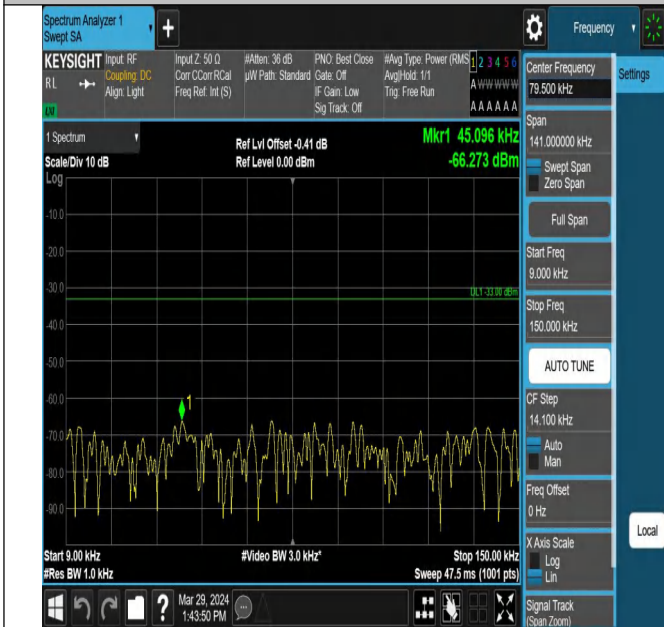 Spectrum Analyzer 1
Swept SA
Frequency
KEYSIGHT
RL
LXI
Input: RF
Coupling: DC
Align: Light
Input Z: 50 Ω
Corr CCorr RCal
Freq Ref: Int (S)
#Atten: 36 dB
µW Path: Standard
PNO: Best Close
Gate: Off
IF Gain: Low
Sig Track: Off
#Avg Type: Power (RMS
Avg|Hold: 1/1
Trig: Free Run
1 2 3 4 5 6
A W W W W W
A A A A A A
1 Spectrum
Scale/Div 10 dB
Log
Ref Lvl Offset -0.41 dB
Ref Level 0.00 dBm
Mkr1 45.096 kHz
-66.273 dBm
-10.0
-20.0
-30.0
DL1 -33.00 dBm
-40.0
-50.0
-60.0
1
-70.0
-80.0
-90.0
Start 9.00 kHz
#Res BW 1.0 kHz
#Video BW 3.0 kHz*
Stop 150.00 kHz
Sweep 47.5 ms (1001 pts)
Mar 29, 2024
1:43:50 PM
Center Frequency
79.500 kHz
Settings
Span
141.000000 kHz
Swept Span
Zero Span
Full Span
Start Freq
9.000 kHz
Stop Freq
150.000 kHz
AUTO TUNE
CF Step
14.100 kHz
Auto
Man
Freq Offset
0 Hz
Local
X Axis Scale
Log
Lin
Signal Track
(Span Zoom)